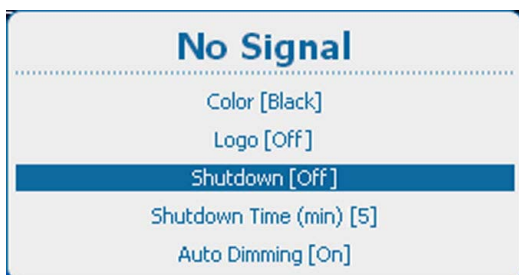 No Signal
Color [Black]
Logo [Off]
Shutdown [Off]
Shutdown Time (min) [5]
Auto Dimming [On]